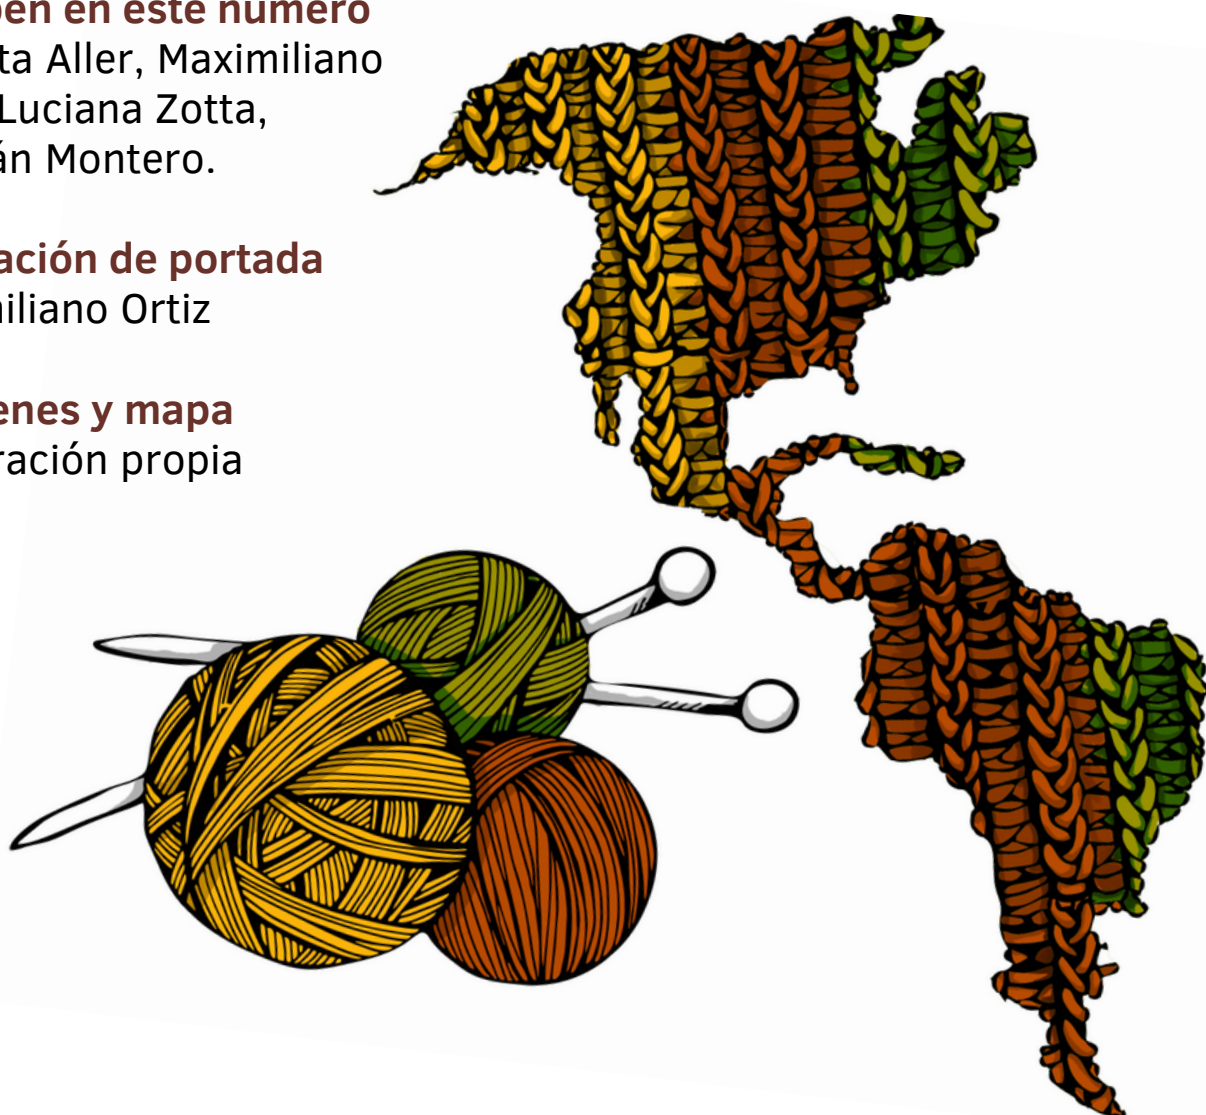 ben en este número
ta Aller, Maximiliano
Luciana Zotta,
án Montero.
ación de portada
iliano Ortiz
enes y mapa
ración propia